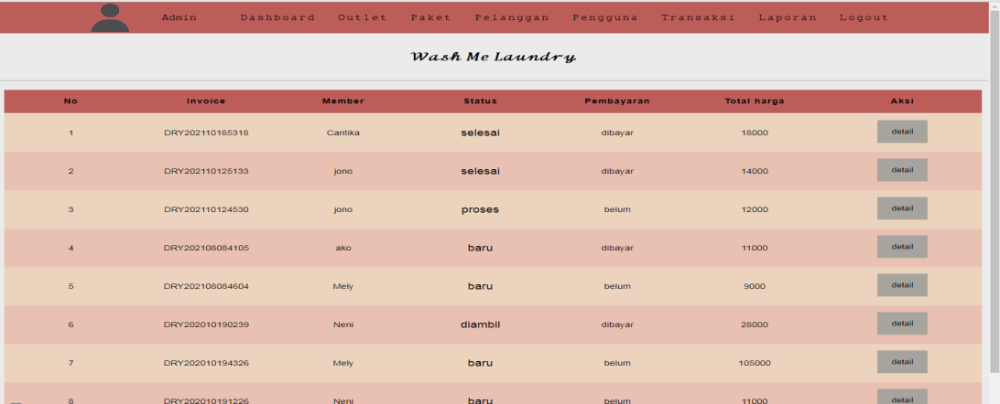 Admin Dashboard Outlet Paket Pelanggan Pengguna Transaksi Laporan Logout
Wash Me Laundry
No Invoice Member Status Pembayaran Total harga Aksi
1 DRY202110185318 Cantika selesai dibayar 18000 detail
2 DRY202110125133 jono selesai dibayar 14000 detail
3 DRY202110124530 jono proses belum 12000 detail
4 DRY202108084105 ako baru dibayar 11000 detail
5 DRY202108084604 Mely baru belum 9000 detail
6 DRY202010190239 Neni diambil dibayar 28000 detail
7 DRY202010194326 Mely baru belum 105000 detail
8 DRY202010191226 Neni baru belum 11000 detail